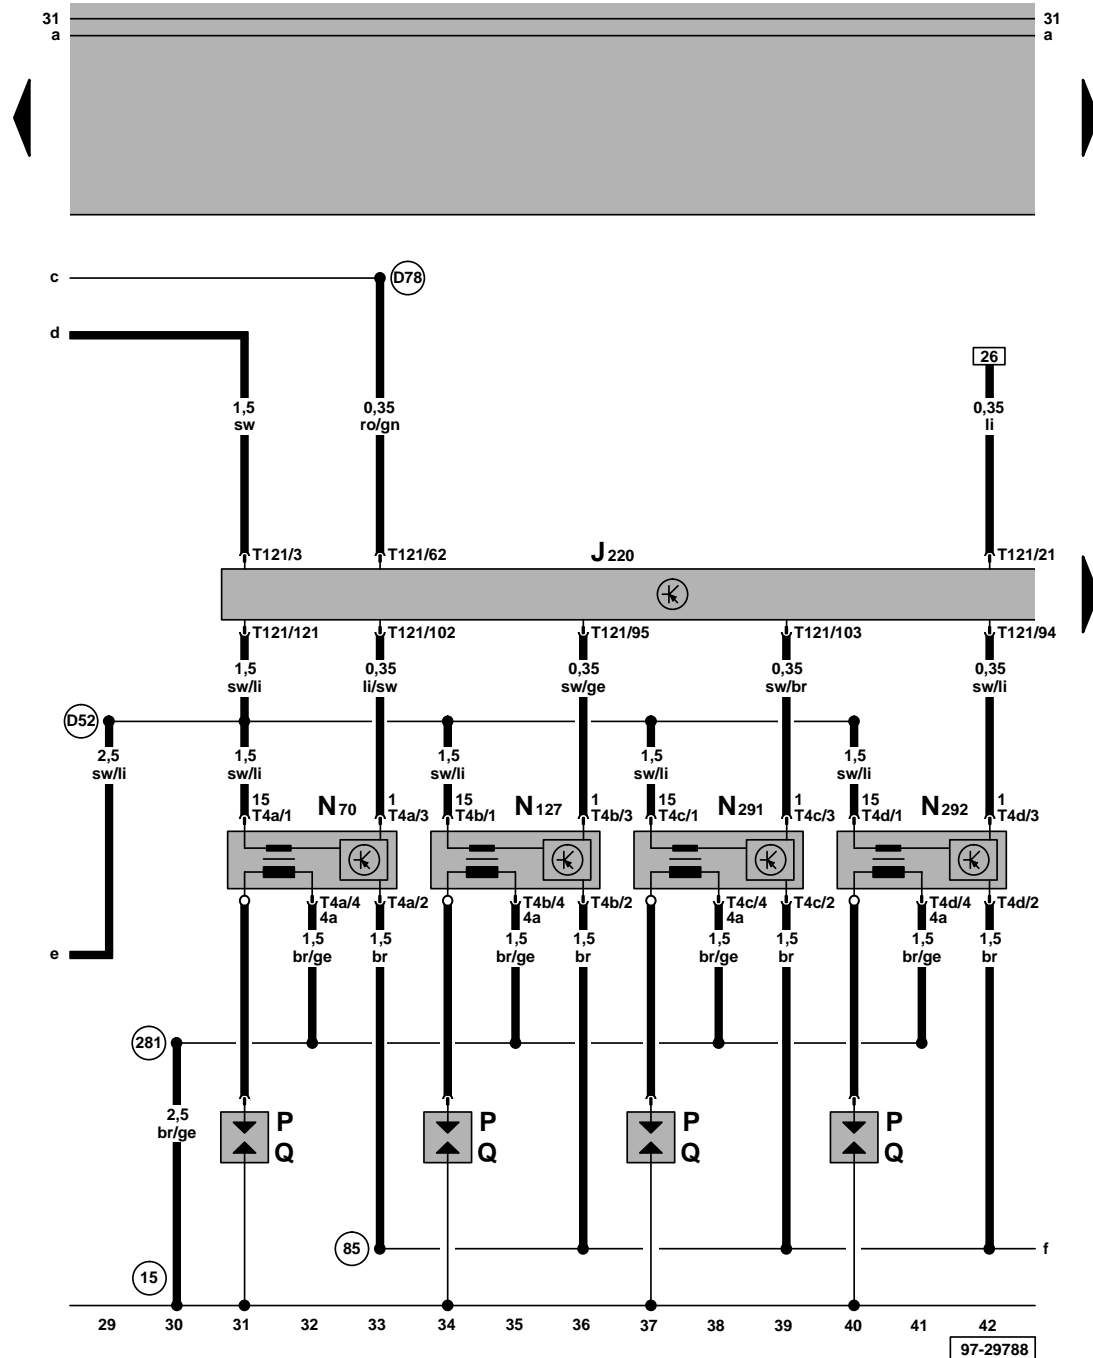 31 31
a a
c D78
d
26
1,5 0,35 0,35
sw ro/gn li
T121/3 T121/62 J220 T121/21
T121/121 T121/102 T121/95 T121/103 T121/94
1,5 0,35 0,35 0,35 0,35
sw/li li/sw sw/ge sw/br sw/li
D52
2,5 1,5 1,5 1,5 1,5
sw/li sw/li sw/li sw/li sw/li
15 1 15 1 15 1 15 1
T4a/1 N70 T4a/3 T4b/1 N127 T4b/3 T4c/1 N291 T4c/3 T4d/1 N292 T4d/3
T4a/4 T4a/2 T4b/4 T4b/2 T4c/4 T4c/2 T4d/4 T4d/2
4a 4a 4a 4a
1,5 1,5 1,5 1,5 1,5 1,5 1,5 1,5
br/ge br br/ge br br/ge br br/ge br
e
281
2,5 P P P P
br/ge Q Q Q Q
85 f
15
29 30 31 32 33 34 35 36 37 38 39 40 41 42
97-29788